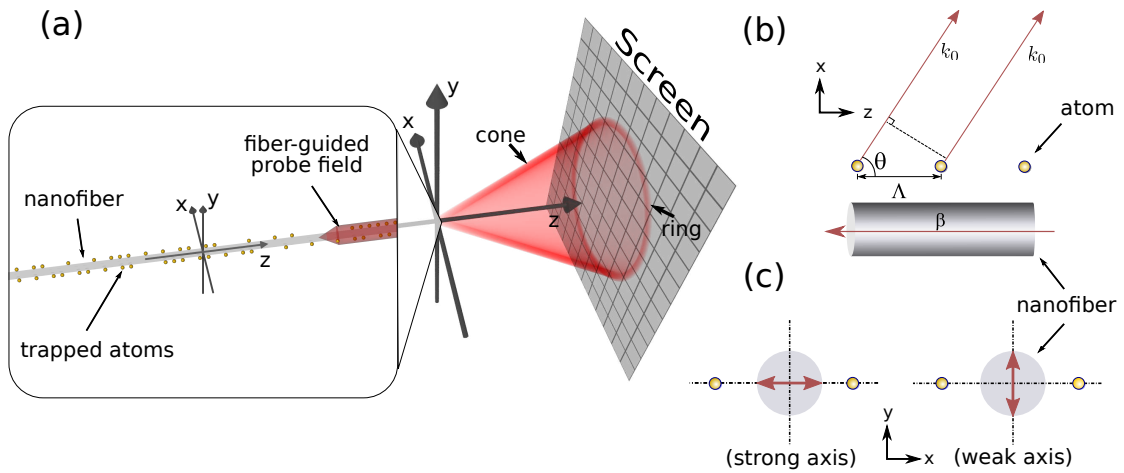 (a)
Screen
y
x
cone
fiber-guided
probe field
nanofiber
y
x
z
z
ring
trapped atoms
(b)
k₀
k₀
x
z
atom
θ
Λ
β
(c)
nanofiber
y
x
(strong axis)
(weak axis)